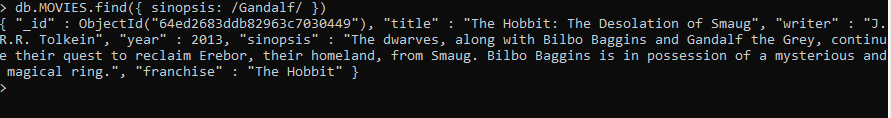 > db.MOVIES.find({ sinopsis: /Gandalf/ })
{ "_id" : ObjectId("64ed2683ddb82963c7030449"), "title" : "The Hobbit: The Desolation of Smaug", "writer" : "J.
R.R. Tolkein", "year" : 2013, "sinopsis" : "The dwarves, along with Bilbo Baggins and Gandalf the Grey, continu
e their quest to reclaim Erebor, their homeland, from Smaug. Bilbo Baggins is in possession of a mysterious and
 magical ring.", "franchise" : "The Hobbit" }
>